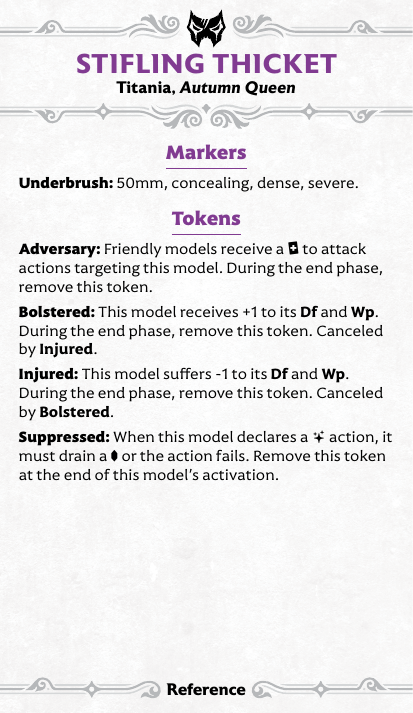 STIFLING THICKET
Titania, Autumn Queen
Markers
Underbrush: 50mm, concealing, dense, severe.
Tokens
Adversary: Friendly models receive a to attack
actions targeting this model. During the end phase,
remove this token.
Bolstered: This model receives +1 to its Df and Wp.
During the end phase, remove this token. Canceled
by Injured.
Injured: This model suffers -1 to its Df and Wp.
During the end phase, remove this token. Canceled
by Bolstered.
Suppressed: When this model declares a action, it
must drain a or the action fails. Remove this token
at the end of this model’s activation.
Reference